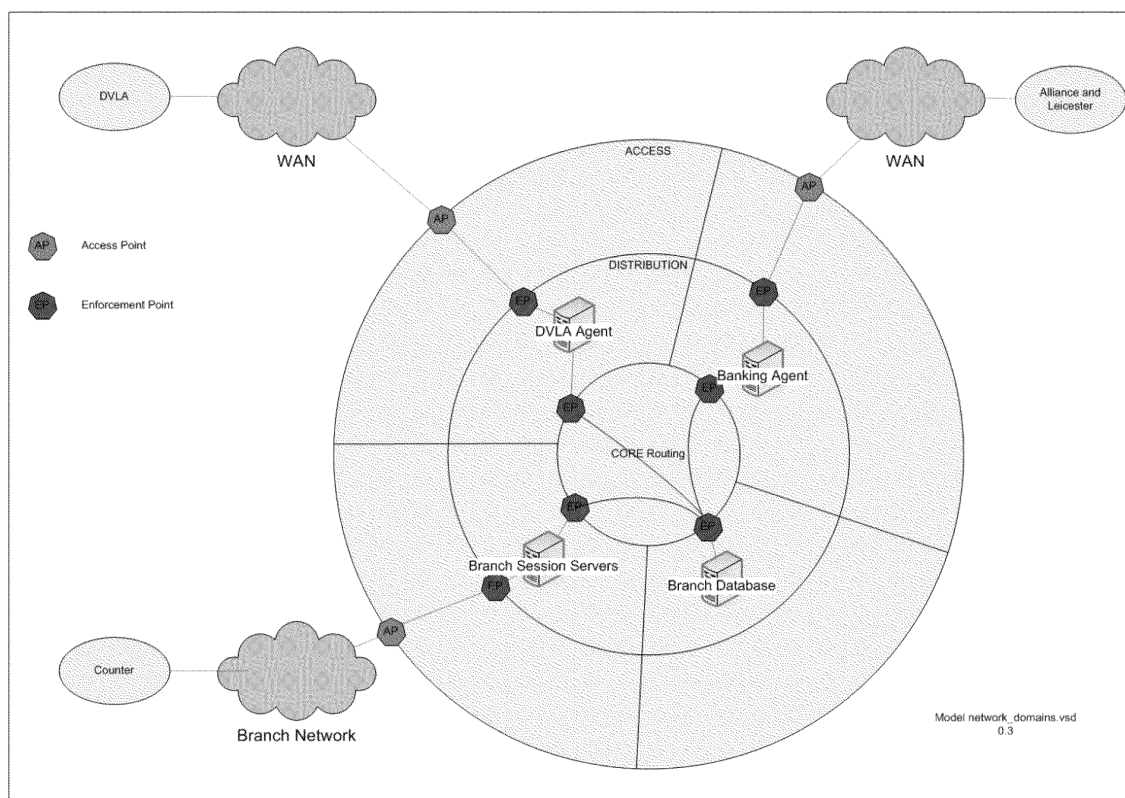 DVLA
WAN
Alliance and
Leicester
WAN
ACCESS
AP
AP
AP
Access Point
DISTRIBUTION
EP
Enforcement Point
EP
EP
DVLA Agent
Banking Agent
EP
EP
CORE Routing
EP
EP
Branch Session Servers
EP
Branch Database
AP
Counter
Branch Network
Model network_domains.vsd
0.3